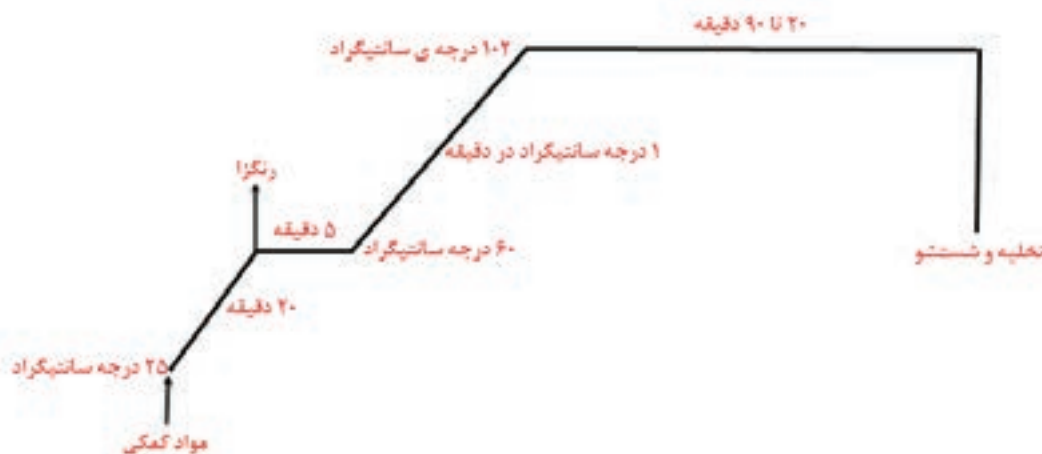 ۲۰ تا ۹۰ دقیقه
۱۰۲ درجه ی سانتیگراد
۱ درجه سانتیگراد در دقیقه
رنگزا
۵ دقیقه
۶۰ درجه سانتیگراد
تخلیه و شستشو
۲۰ دقیقه
۲۵ درجه سانتیگراد
مواد کمکی